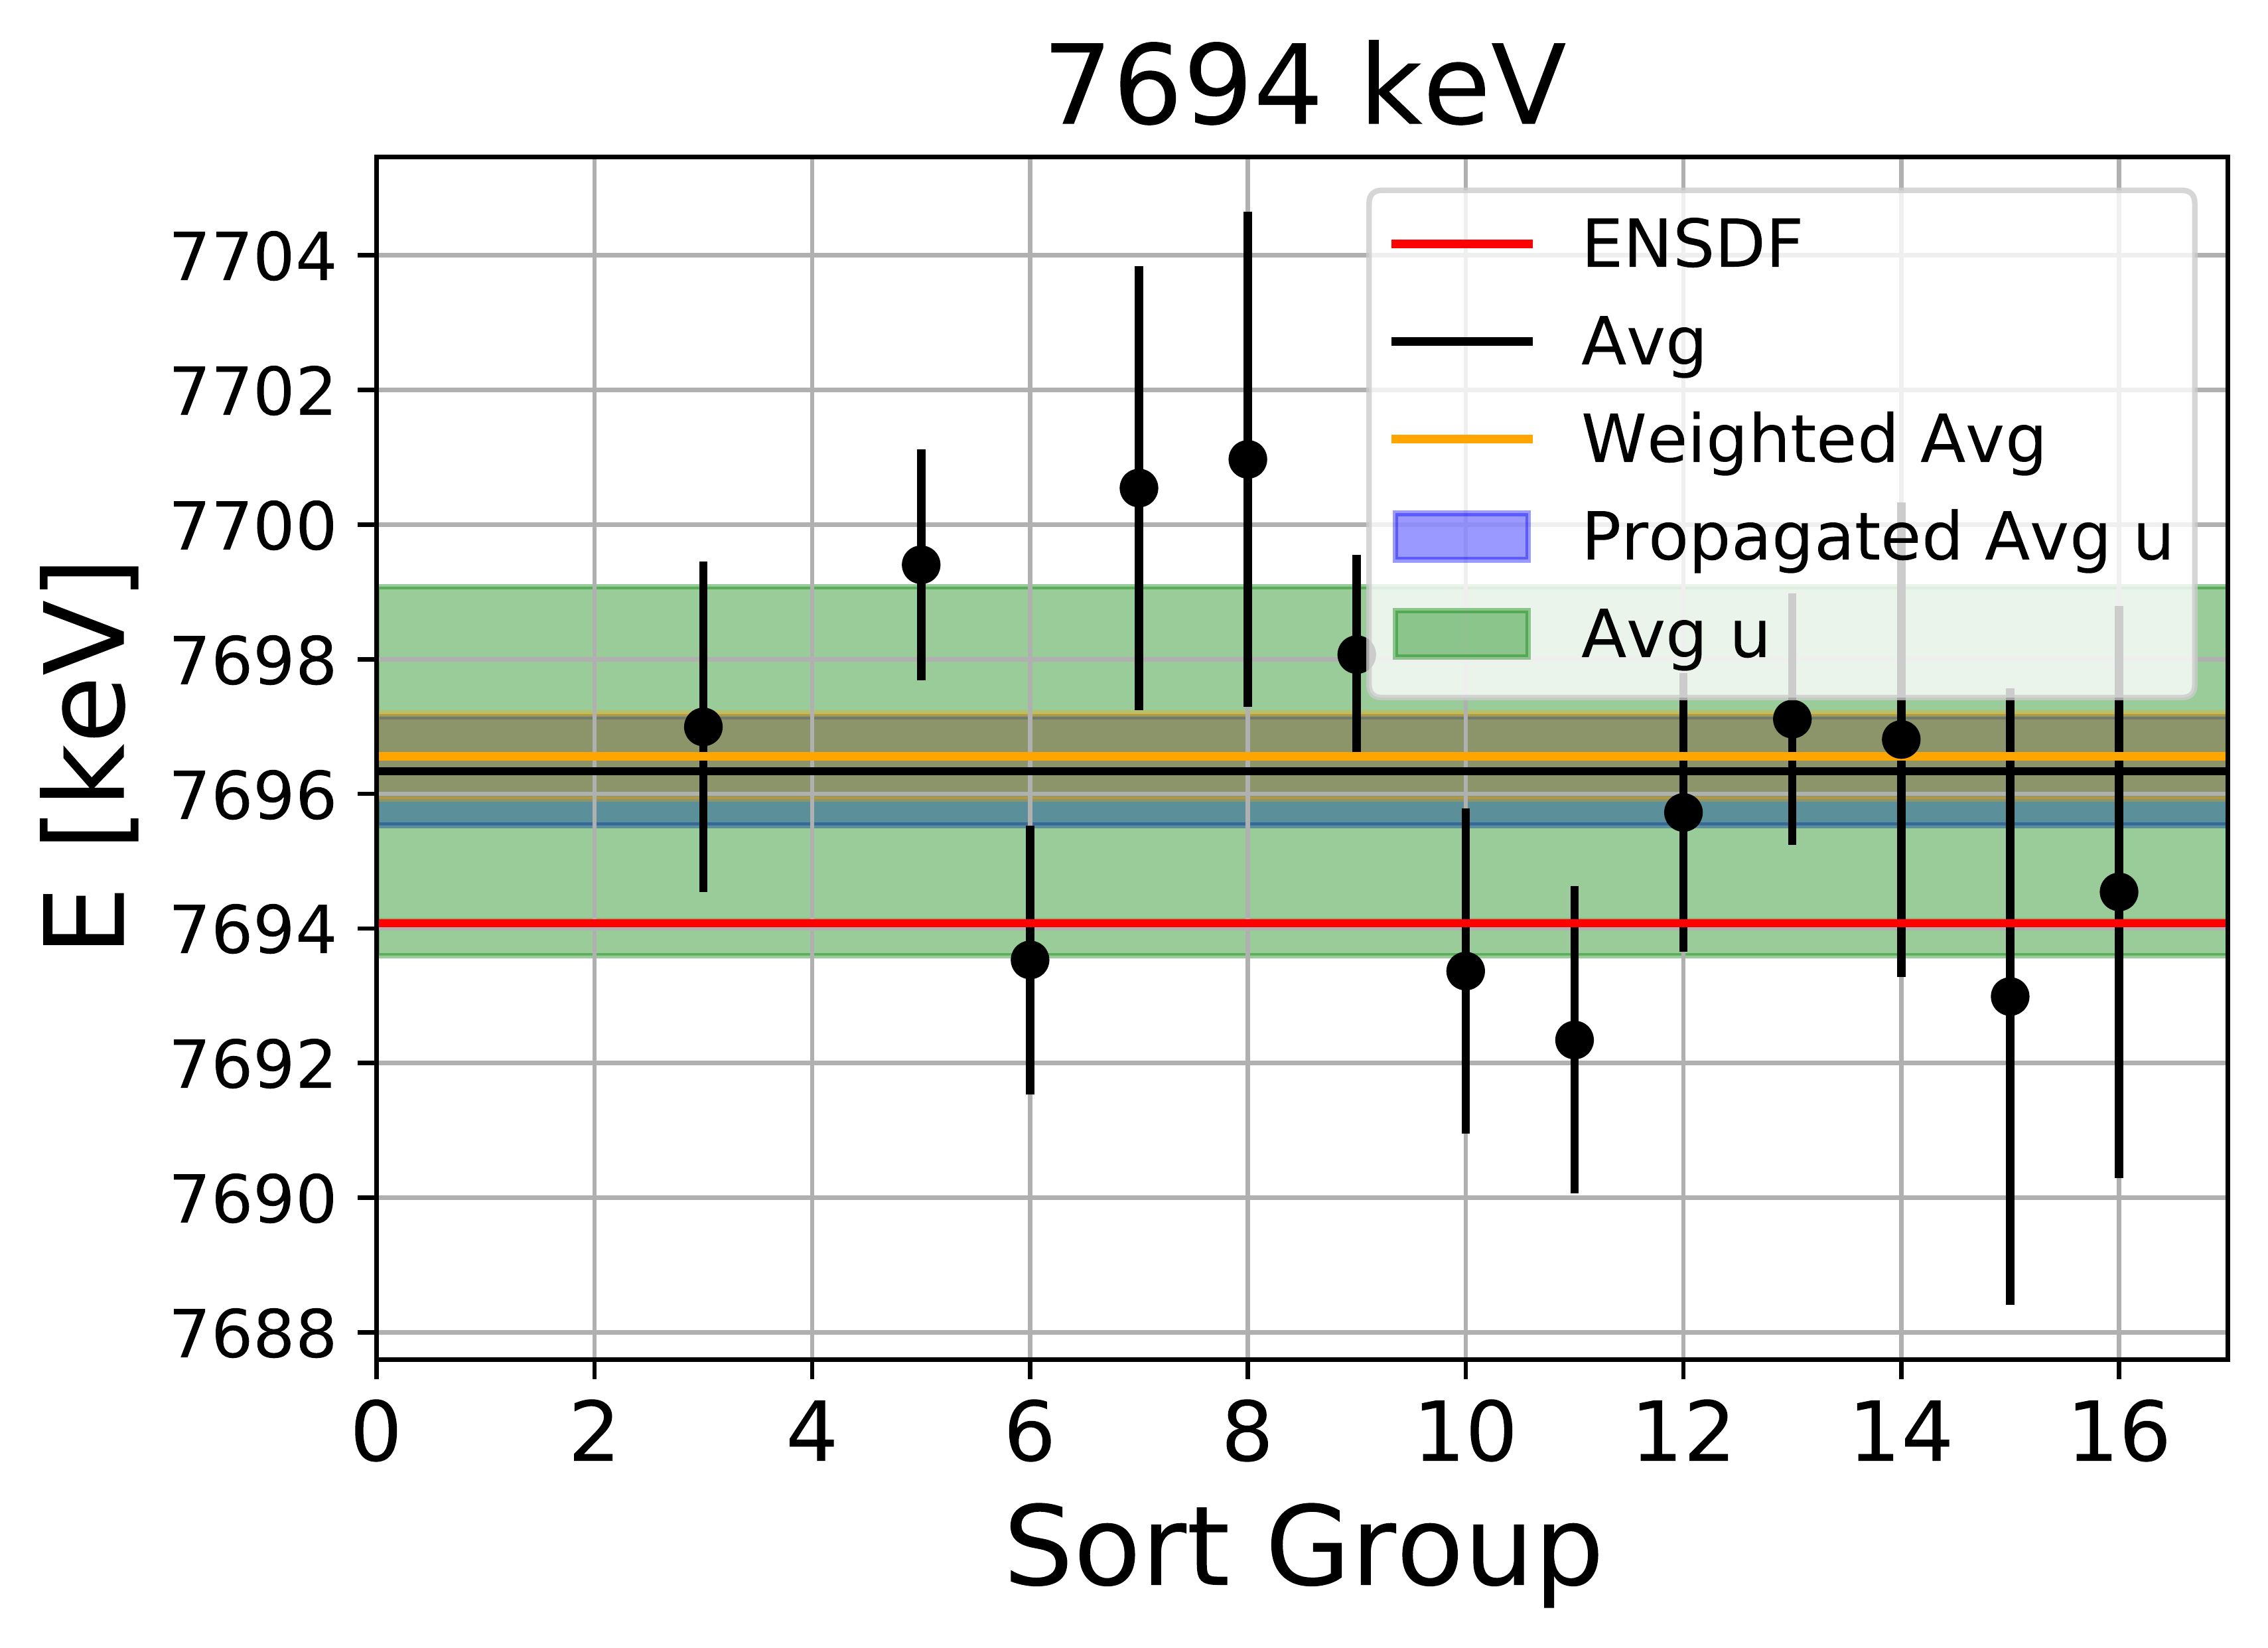 7694 keV
E [keV]
7704
7702
7700
7698
7696
7694
7692
7690
7688
ENSDF
Avg
Weighted Avg
Propagated Avg u
Avg u
0 2 4 6 8 10 12 14 16
Sort Group